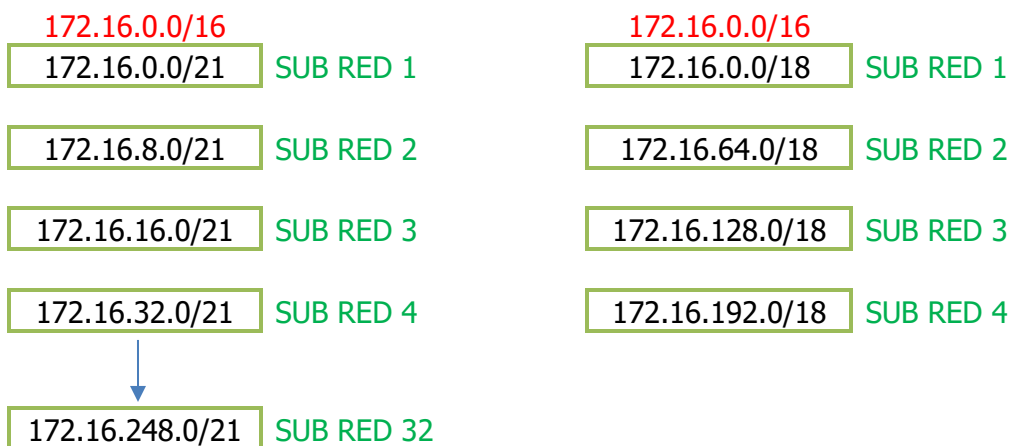 172.16.0.0/16
172.16.0.0/21 SUB RED 1
172.16.8.0/21 SUB RED 2
172.16.16.0/21 SUB RED 3
172.16.32.0/21 SUB RED 4
172.16.248.0/21 SUB RED 32
172.16.0.0/16
172.16.0.0/18 SUB RED 1
172.16.64.0/18 SUB RED 2
172.16.128.0/18 SUB RED 3
172.16.192.0/18 SUB RED 4